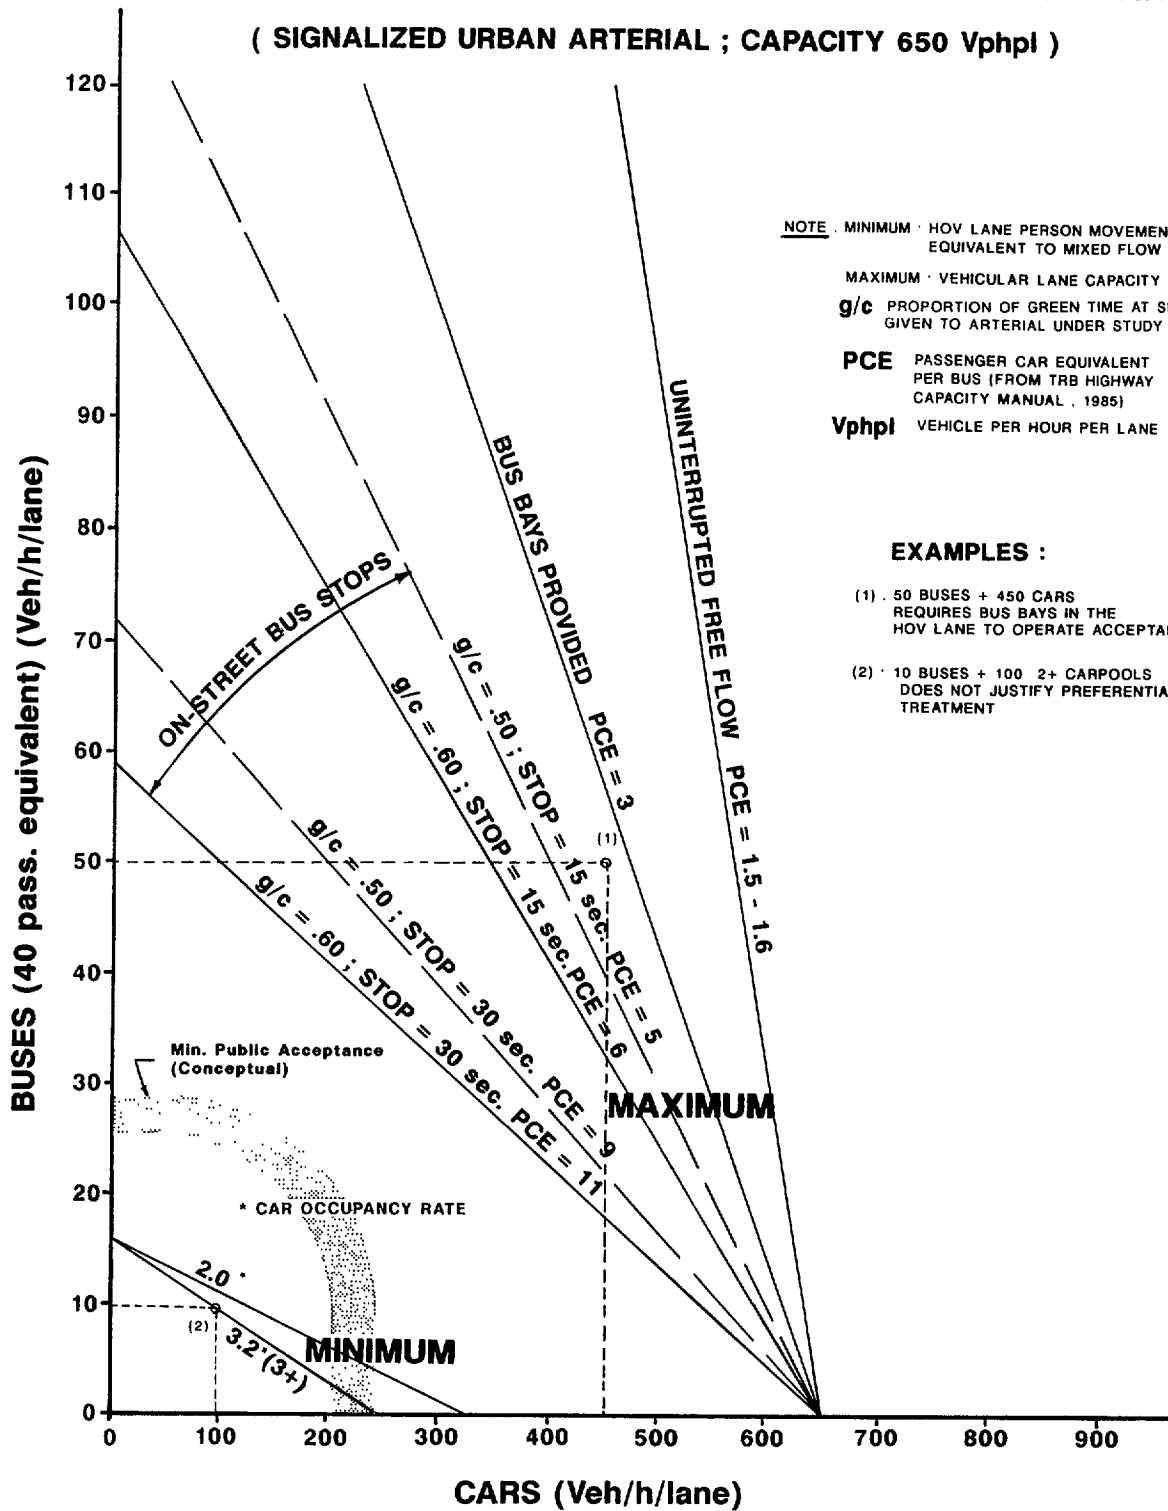 ( SIGNALIZED URBAN ARTERIAL ; CAPACITY 650 Vphpl )
BUSES (40 pass. equivalent) (Veh/h/lane)
120
110
100
90
80
70
60
50
40
30
20
10
0
NOTE . MINIMUM : HOV LANE PERSON MOVEMEN
EQUIVALENT TO MIXED FLOW
MAXIMUM : VEHICULAR LANE CAPACITY
g/c PROPORTION OF GREEN TIME AT SI
GIVEN TO ARTERIAL UNDER STUDY
PCE PASSENGER CAR EQUIVALENT
PER BUS (FROM TRB HIGHWAY
CAPACITY MANUAL , 1985)
Vphpl VEHICLE PER HOUR PER LANE
EXAMPLES :
(1) . 50 BUSES + 450 CARS
REQUIRES BUS BAYS IN THE
HOV LANE TO OPERATE ACCEPTA
(2) . 10 BUSES + 100 2+ CARPOOLS
DOES NOT JUSTIFY PREFERENTIA
TREATMENT
UNINTERRUPTED FREE FLOW PCE = 1.5 - 1.6
BUS BAYS PROVIDED PCE = 3
ON-STREET BUS STOPS
g/c = .50 ; STOP = 15 sec. PCE = 5
g/c = .60 ; STOP = 15 sec. PCE = 6
g/c = .50 ; STOP = 30 sec. PCE = 9
g/c = .60 ; STOP = 30 sec. PCE = 11
(1)
MAXIMUM
Min. Public Acceptance
(Conceptual)
* CAR OCCUPANCY RATE
2.0 *
(2)
3.2*(3+)
MINIMUM
0 100 200 300 400 500 600 700 800 900
CARS (Veh/h/lane)